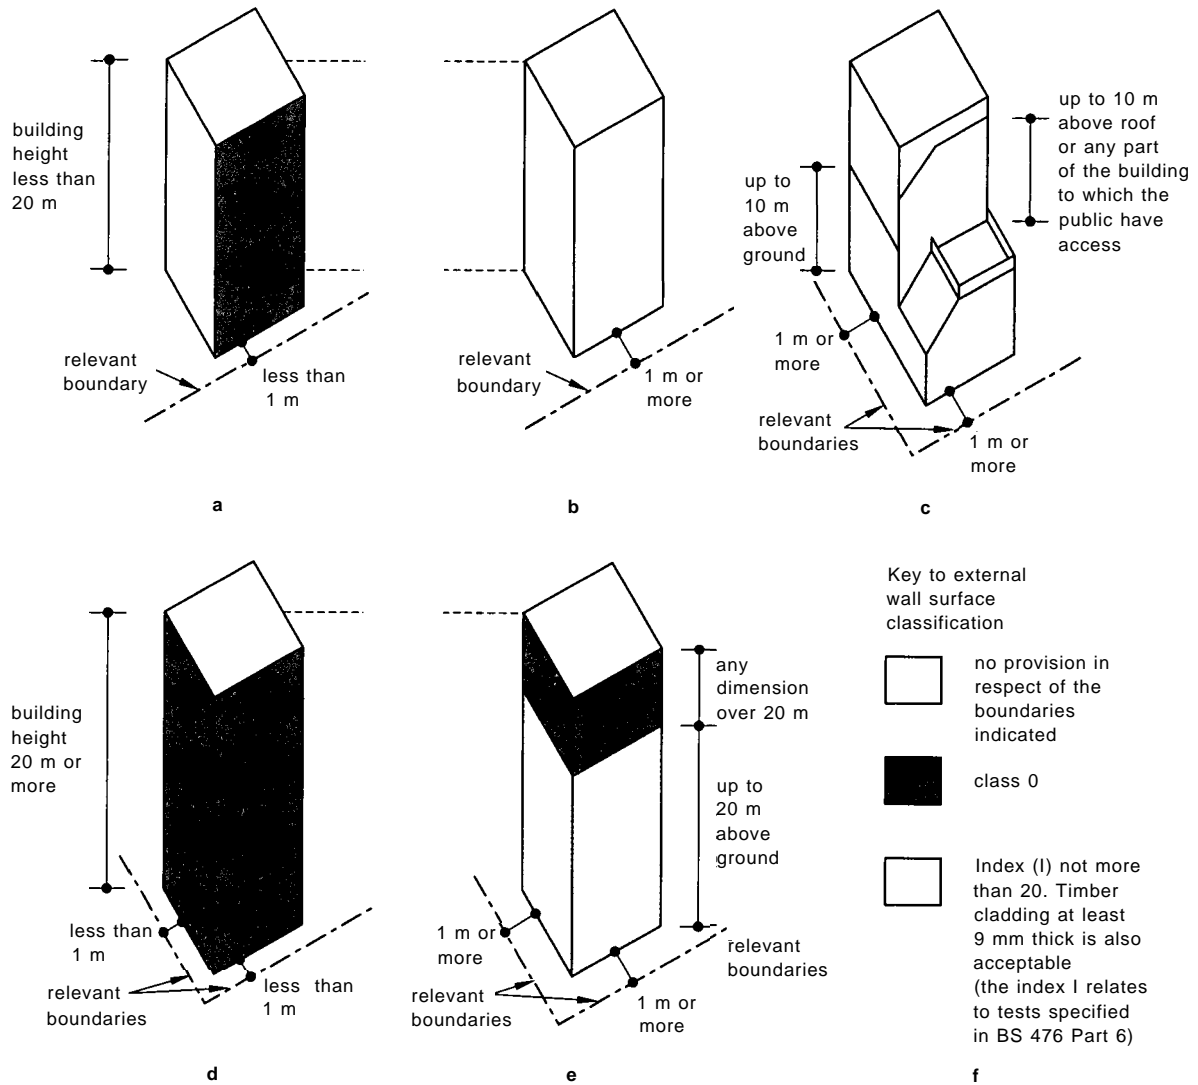 building
height
less than
20 m
relevant
boundary
less than
1 m
a
relevant
boundary
1 m or
more
b
up to
10 m
above
ground
up to 10 m
above roof
or any part
of the building
to which the
public have
access
1 m or
more
relevant
boundaries
1 m or
more
c
building
height
20 m or
more
less than
1 m
relevant
boundaries
less than
1 m
d
any
dimension
over 20 m
up to
20 m
above
ground
1 m or
more
relevant
boundaries
relevant
boundaries
1 m or
more
e
Key to external
wall surface
classification
no provision in
respect of the
boundaries
indicated
class 0
Index (I) not more
than 20. Timber
cladding at least
9 mm thick is also
acceptable
(the index I relates
to tests specified
in BS 476 Part 6)
f